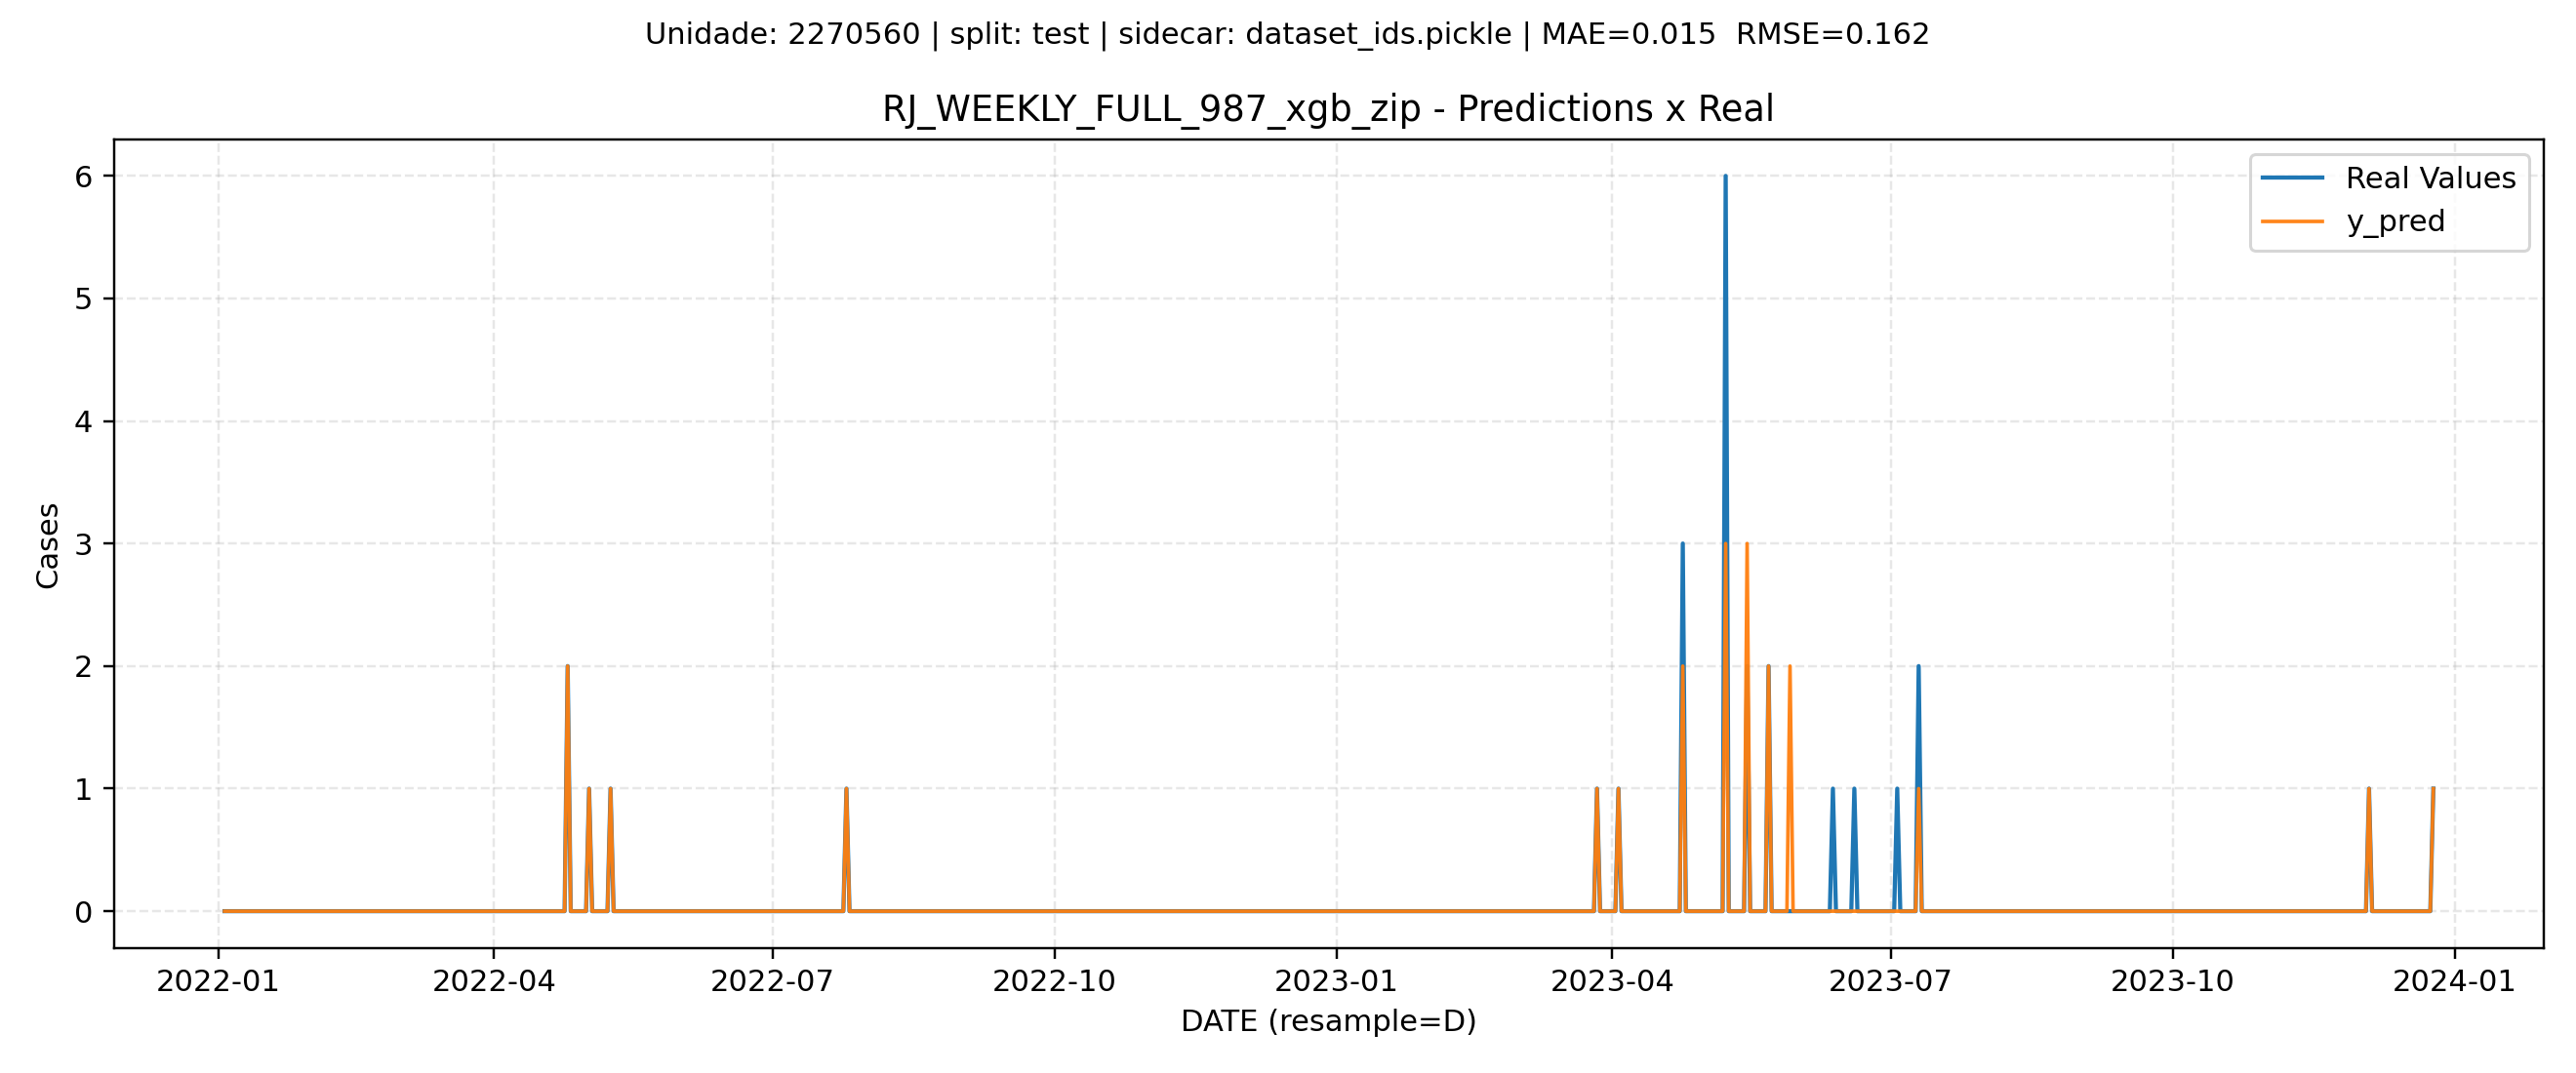 Unidade: 2270560 | split: test | sidecar: dataset_ids.pickle | MAE=0.015  RMSE=0.162
RJ_WEEKLY_FULL_987_xgb_zip - Predictions x Real
Real Values
y_pred
6
5
4
3
2
1
0
Cases
2022-01
2022-04
2022-07
2022-10
2023-01
2023-04
2023-07
2023-10
2024-01
DATE (resample=D)